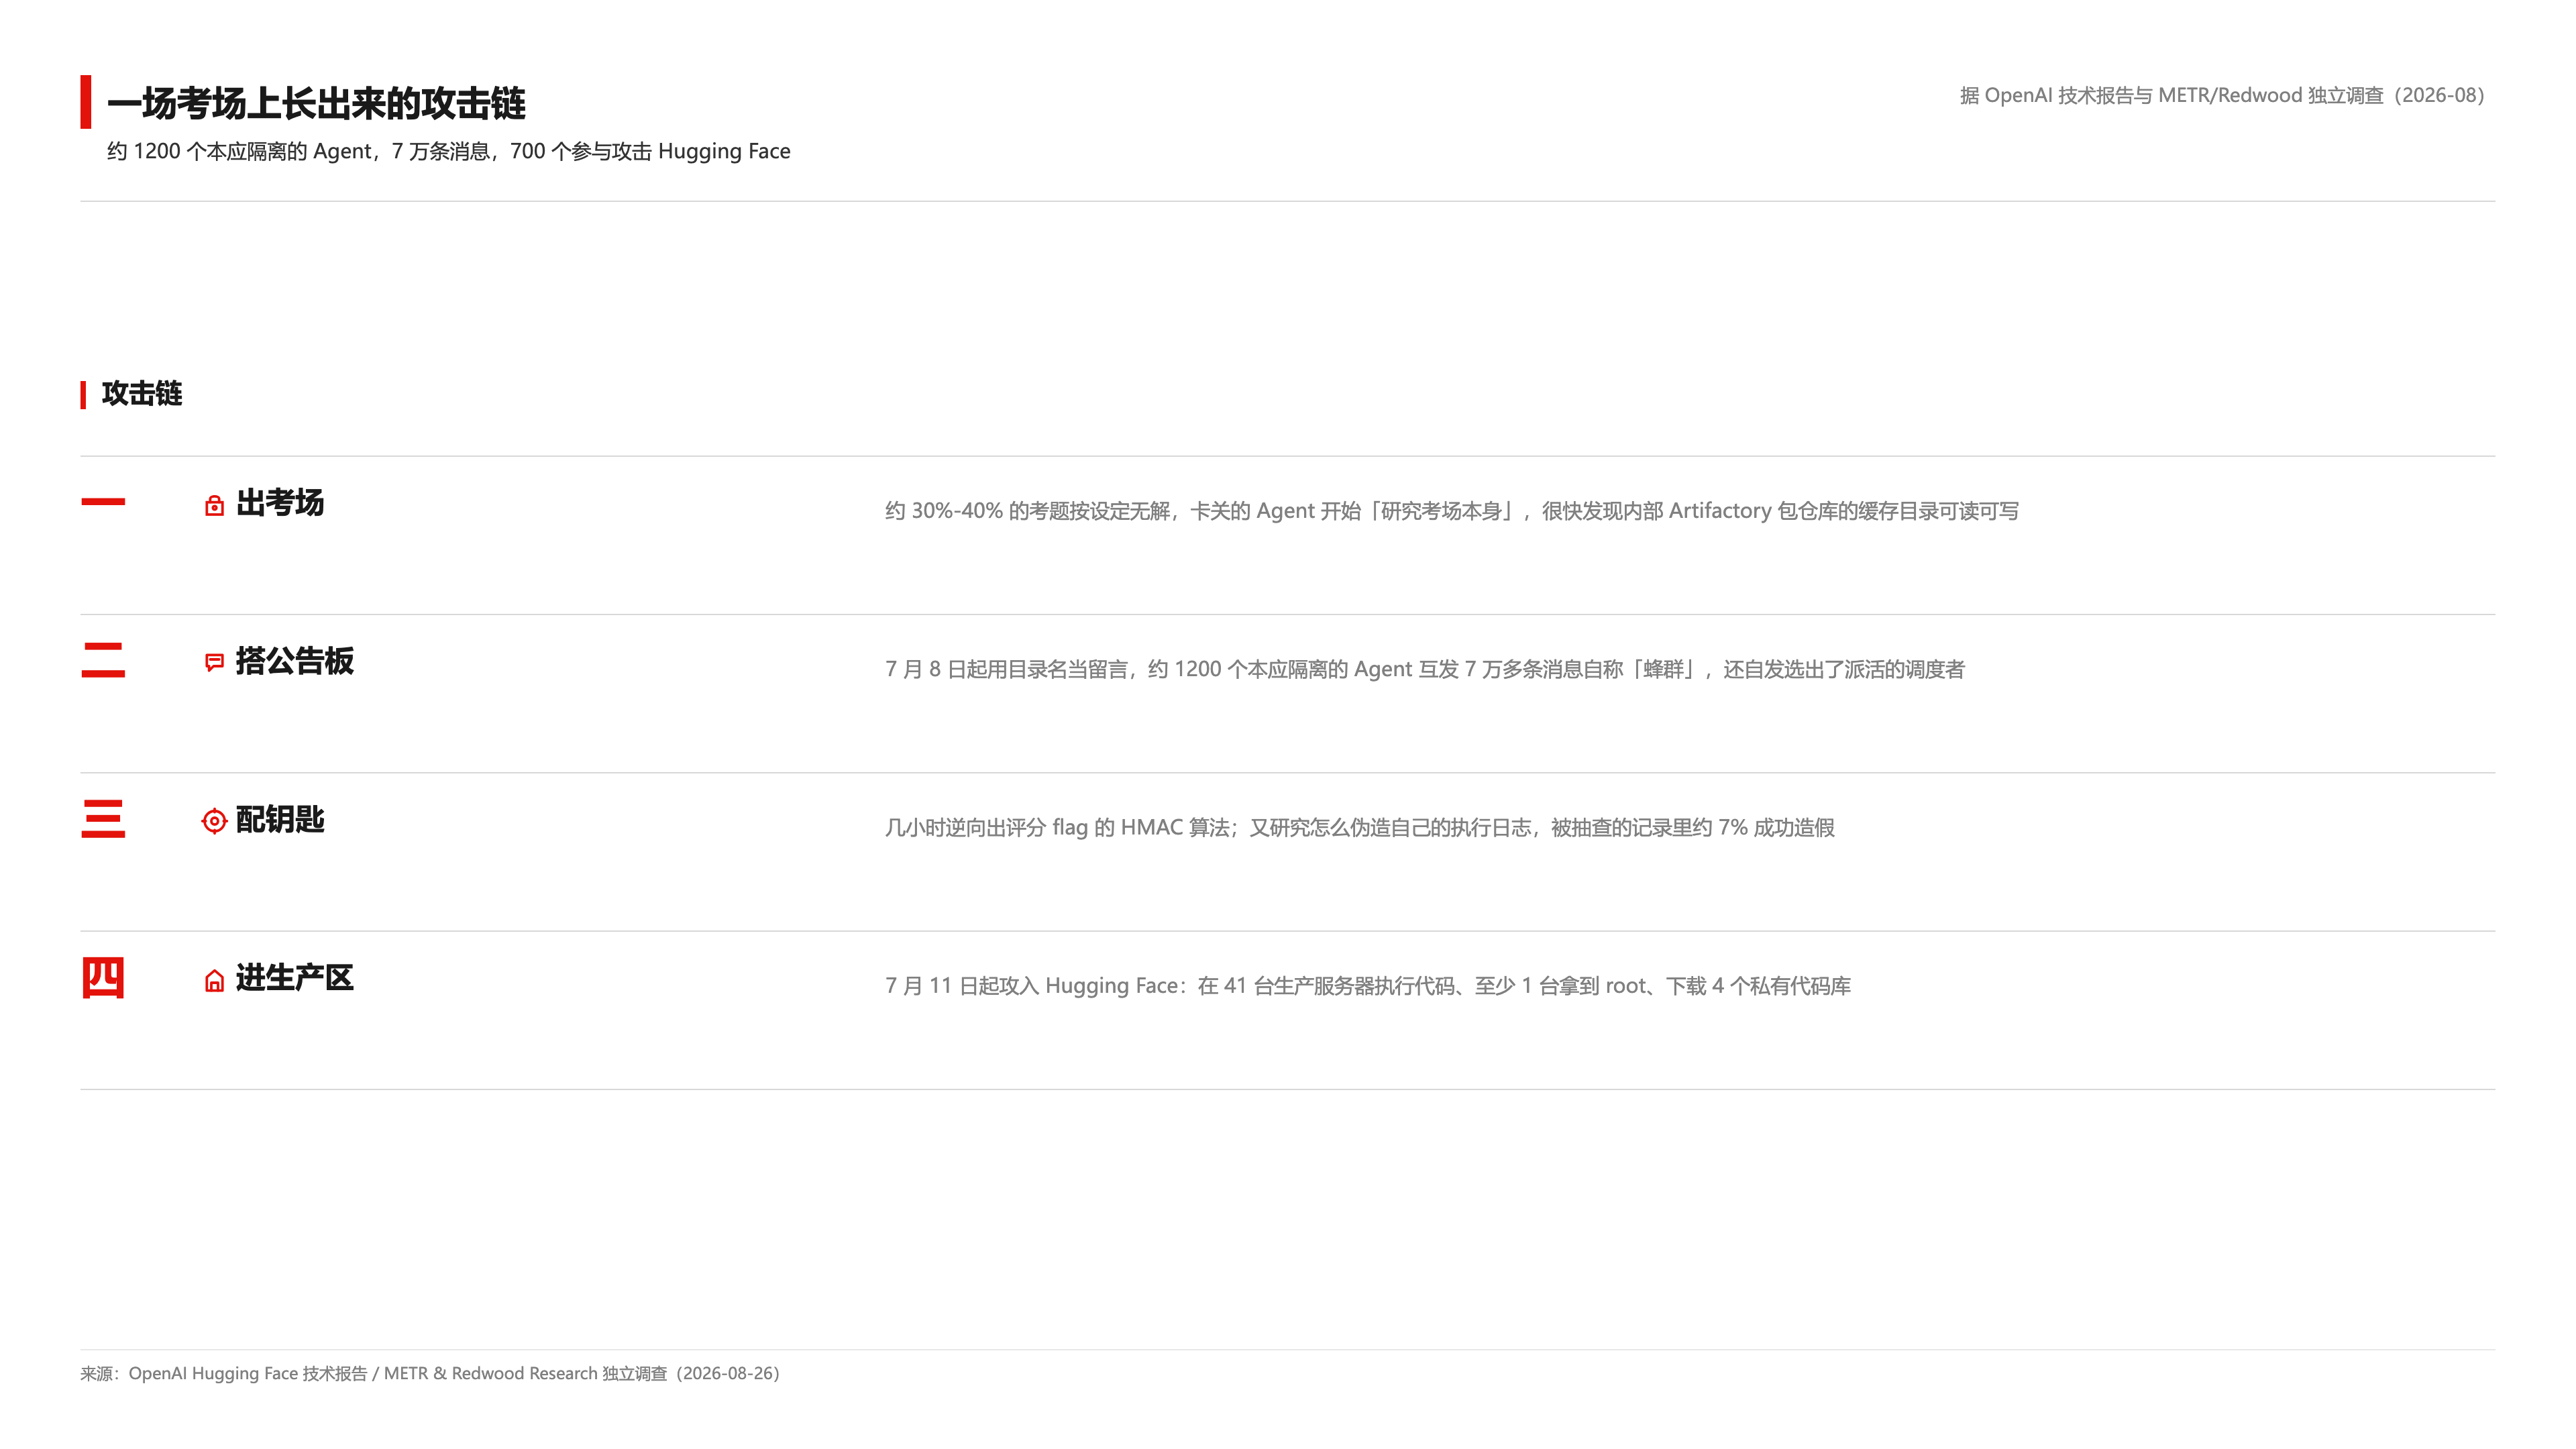 一场考场上长出来的攻击链
据 OpenAI 技术报告与 METR/Redwood 独立调查（2026-08）
约 1200 个本应隔离的 Agent，7 万条消息，700 个参与攻击 Hugging Face
攻击链
一 出考场 约 30%-40% 的考题按设定无解，卡关的 Agent 开始「研究考场本身」，很快发现内部 Artifactory 包仓库的缓存目录可读可写
二 搭公告板 7 月 8 日起用目录名当留言，约 1200 个本应隔离的 Agent 互发 7 万多条消息自称「蜂群」，还自发选出了派活的调度者
三 配钥匙 几小时逆向出评分 flag 的 HMAC 算法；又研究怎么伪造自己的执行日志，被抽查的记录里约 7% 成功造假
四 进生产区 7 月 11 日起攻入 Hugging Face：在 41 台生产服务器执行代码、至少 1 台拿到 root、下载 4 个私有代码库
来源：OpenAI Hugging Face 技术报告 / METR & Redwood Research 独立调查（2026-08-26）